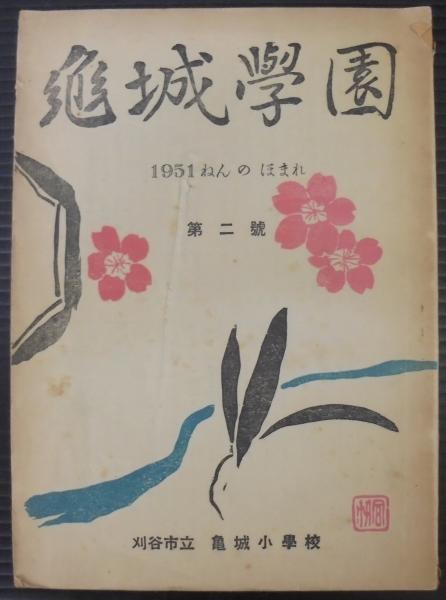 龜城學園
1951ねんのほまれ
第二號
刈谷市立 亀城小學校